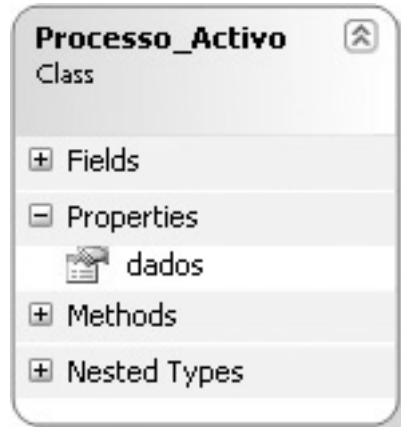 Processo_Activo
Class
Fields
Properties
dados
Methods
Nested Types